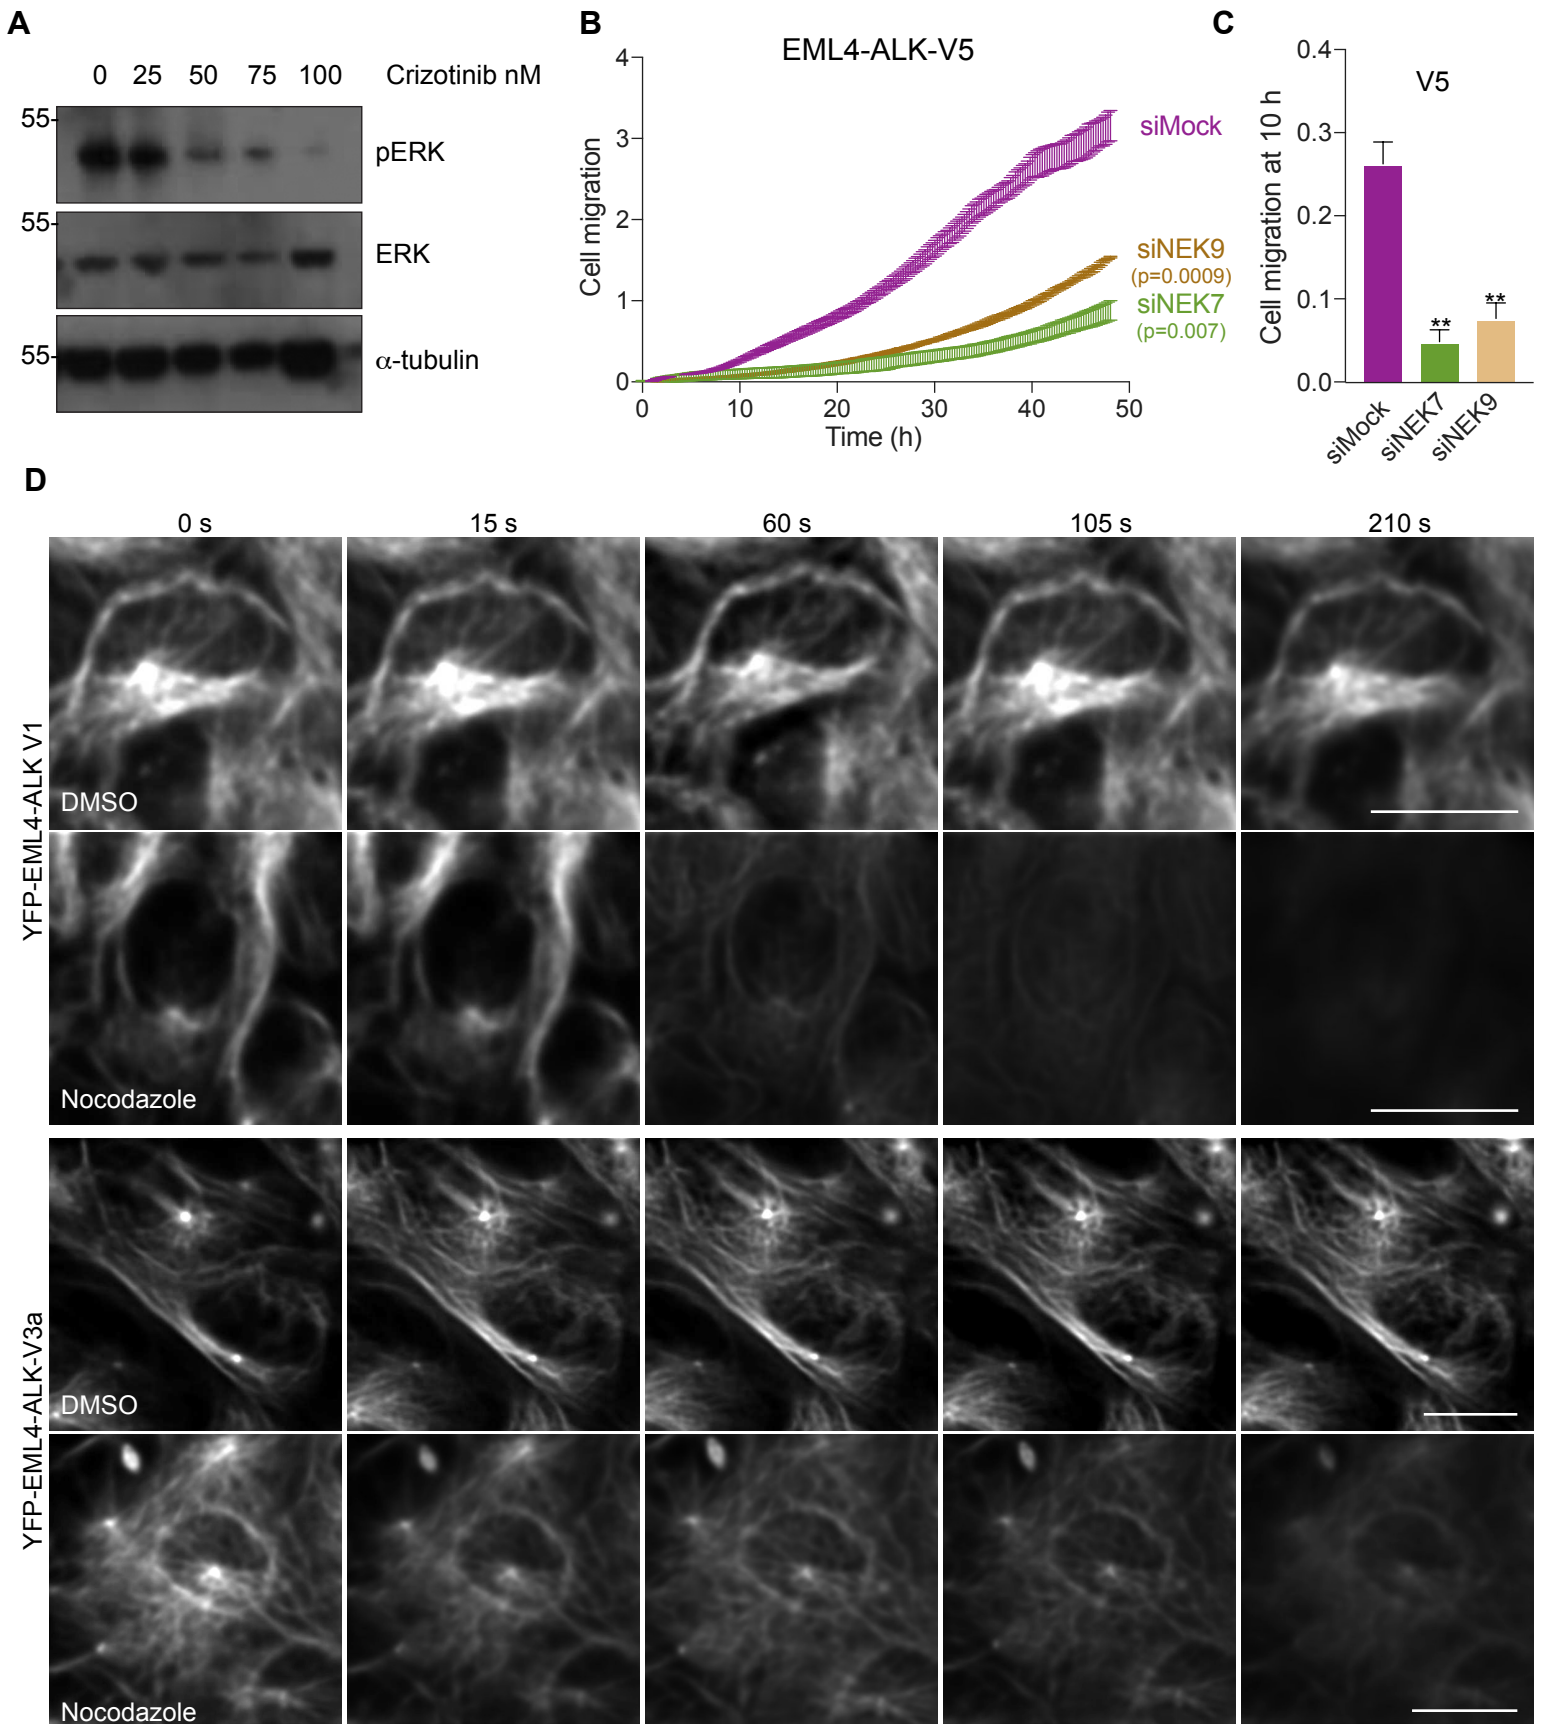 A
0 25 50 75 100 Crizotinib nM
55
pERK
55
ERK
55
α-tubulin
B
EML4-ALK-V5
Cell migration
4
3
2
1
0
0 10 20 30 40 50
Time (h)
siMock
siNEK9
(p=0.0009)
siNEK7
(p=0.007)
C
V5
Cell migration at 10 h
0.4
0.3
0.2
0.1
0.0
** **
siMock
siNEK7
siNEK9
D
0 s 15 s 60 s 105 s 210 s
YFP-EML4-ALK V1
DMSO
Nocodazole
YFP-EML4-ALK-V3a
DMSO
Nocodazole